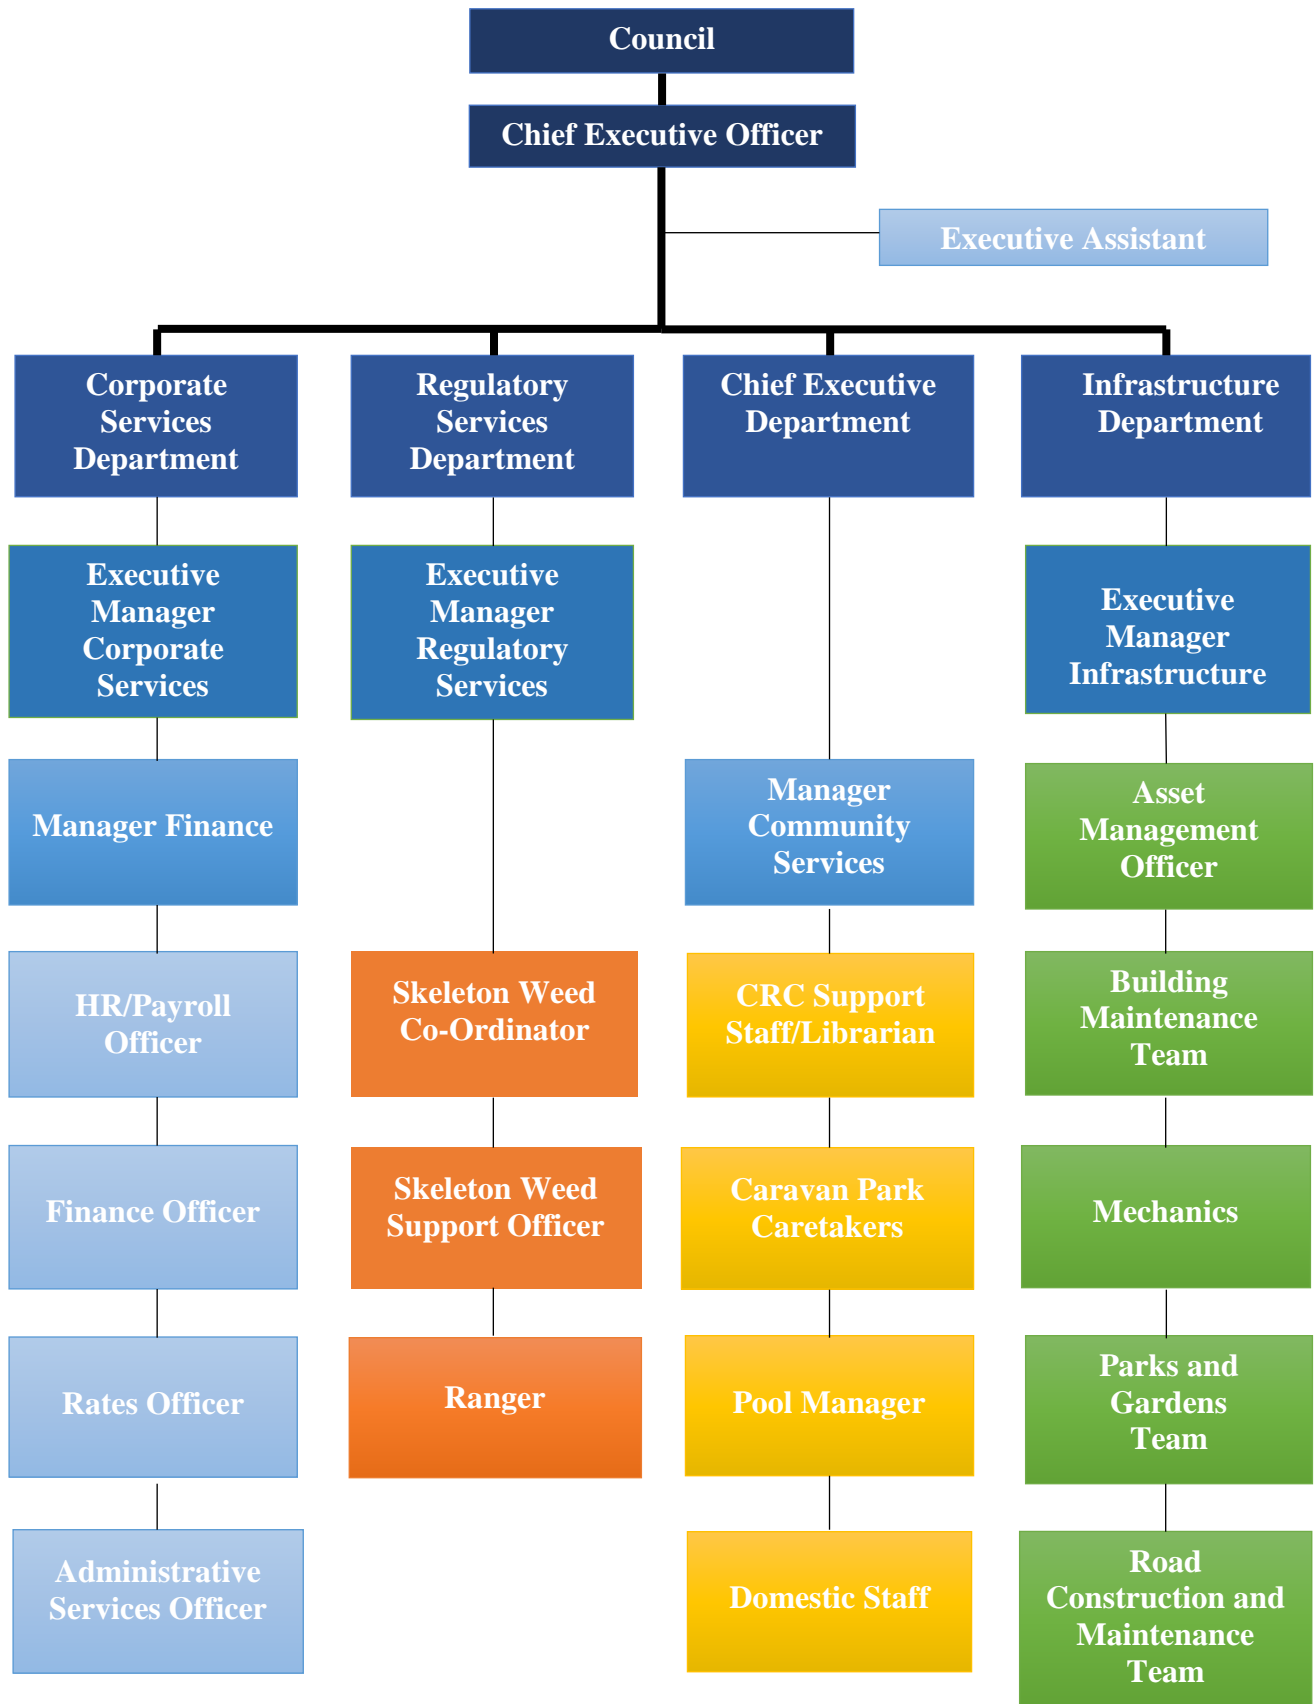 Council
Chief Executive Officer
Executive Assistant
Corporate
Services
Department
Regulatory
Services
Department
Chief Executive
Department
Infrastructure
Department
Executive
Manager
Corporate
Services
Executive
Manager
Regulatory
Services
Executive
Manager
Infrastructure
Manager Finance
Manager
Community
Services
Asset
Management
Officer
HR/Payroll
Officer
Skeleton Weed
Co-Ordinator
CRC Support
Staff/Librarian
Building
Maintenance
Team
Finance Officer
Skeleton Weed
Support Officer
Caravan Park
Caretakers
Mechanics
Rates Officer
Ranger
Pool Manager
Parks and
Gardens
Team
Administrative
Services Officer
Domestic Staff
Road
Construction and
Maintenance
Team